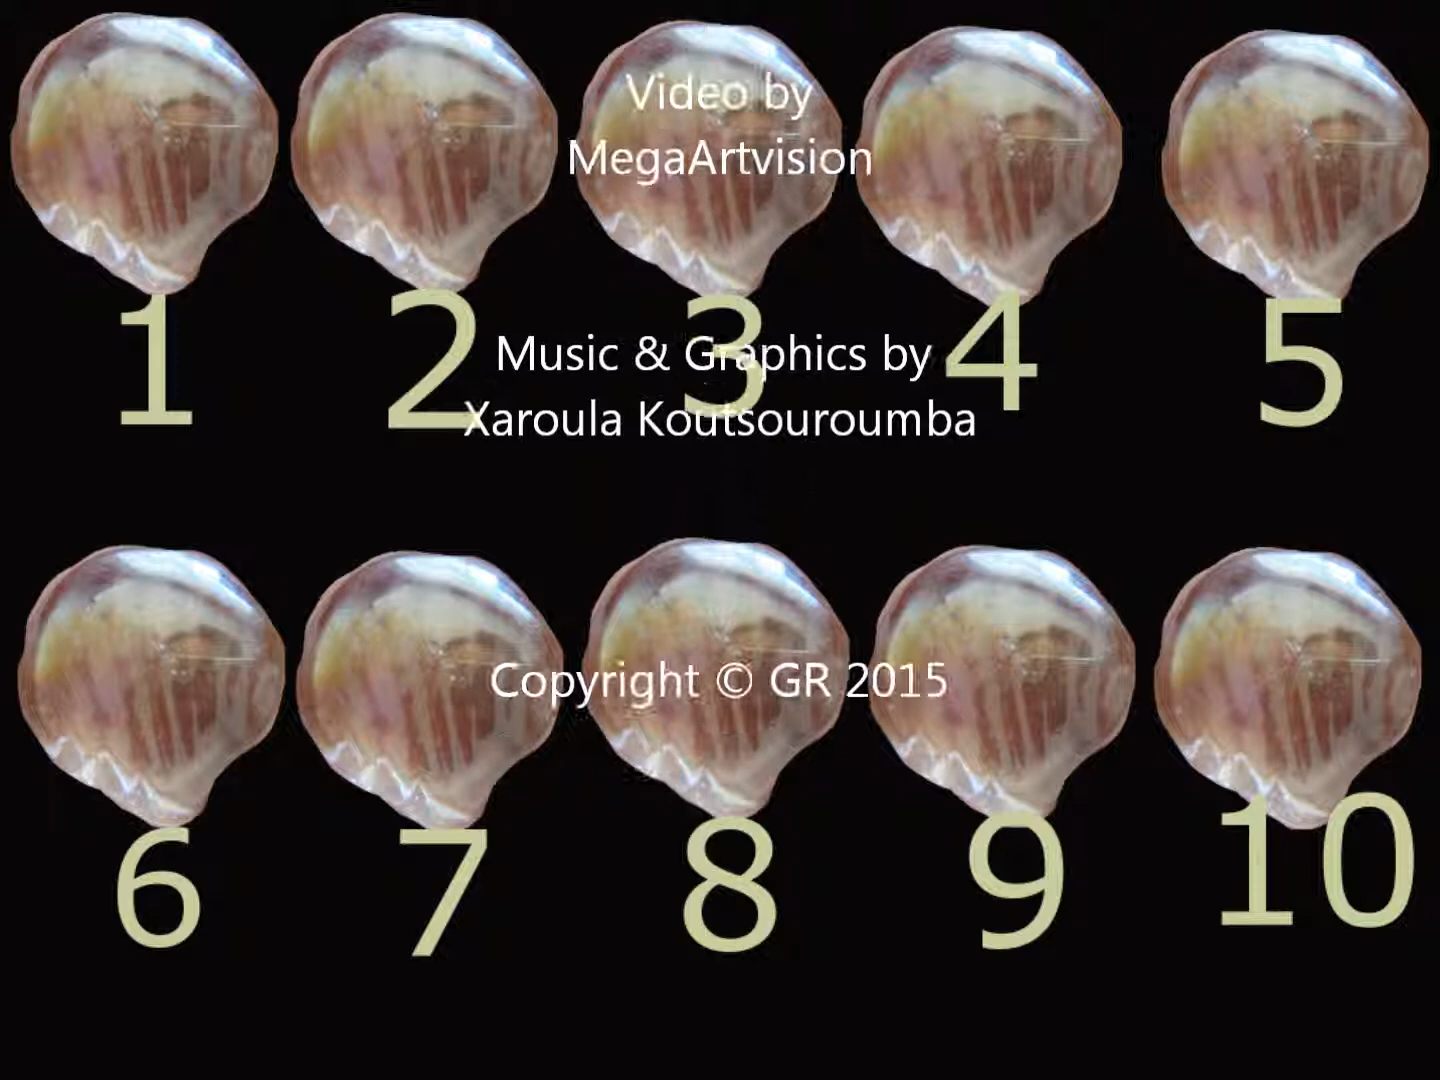 Video by
MegaArtvision
1 2 3 4 5
Music & Graphics by
Xaroula Koutsouroumba
Copyright © GR 2015
6 7 8 9 10